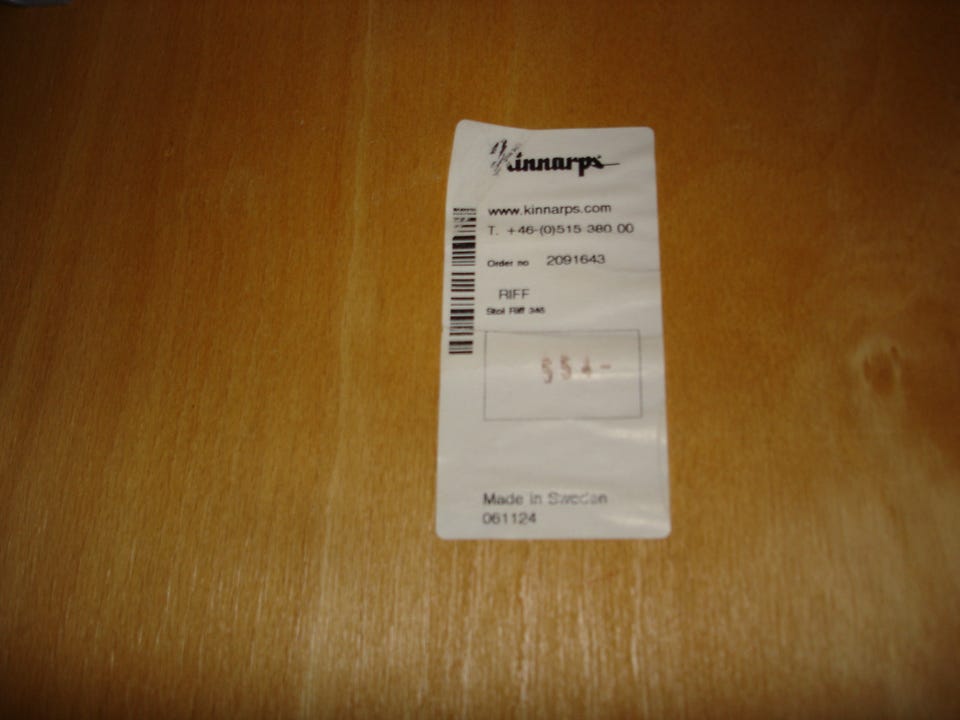 Kinnarps
www.kinnarps.com
T. +46-(0)515 380 00
Order no 2091643
RIFF
Stol Riff 345
Made in Sweden
061124